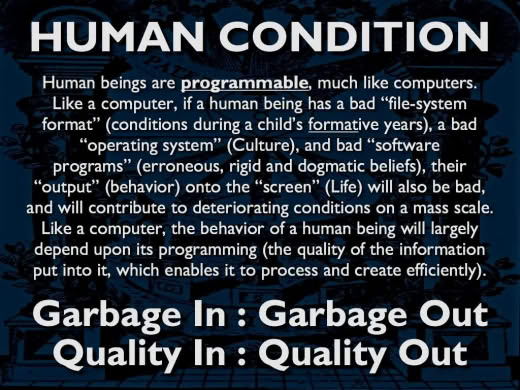 HUMAN CONDITION
Human beings are programmable, much like computers.
Like a computer, if a human being has a bad “file-system
format” (conditions during a child’s formative years), a bad
“operating system” (Culture), and bad “software
programs” (erroneous, rigid and dogmatic beliefs), their
“output” (behavior) onto the “screen” (Life) will also be bad,
and will contribute to deteriorating conditions on a mass scale.
Like a computer, the behavior of a human being will largely
depend upon its programming (the quality of the information
put into it, which enables it to process and create efficiently).
Garbage In : Garbage Out
Quality In : Quality Out